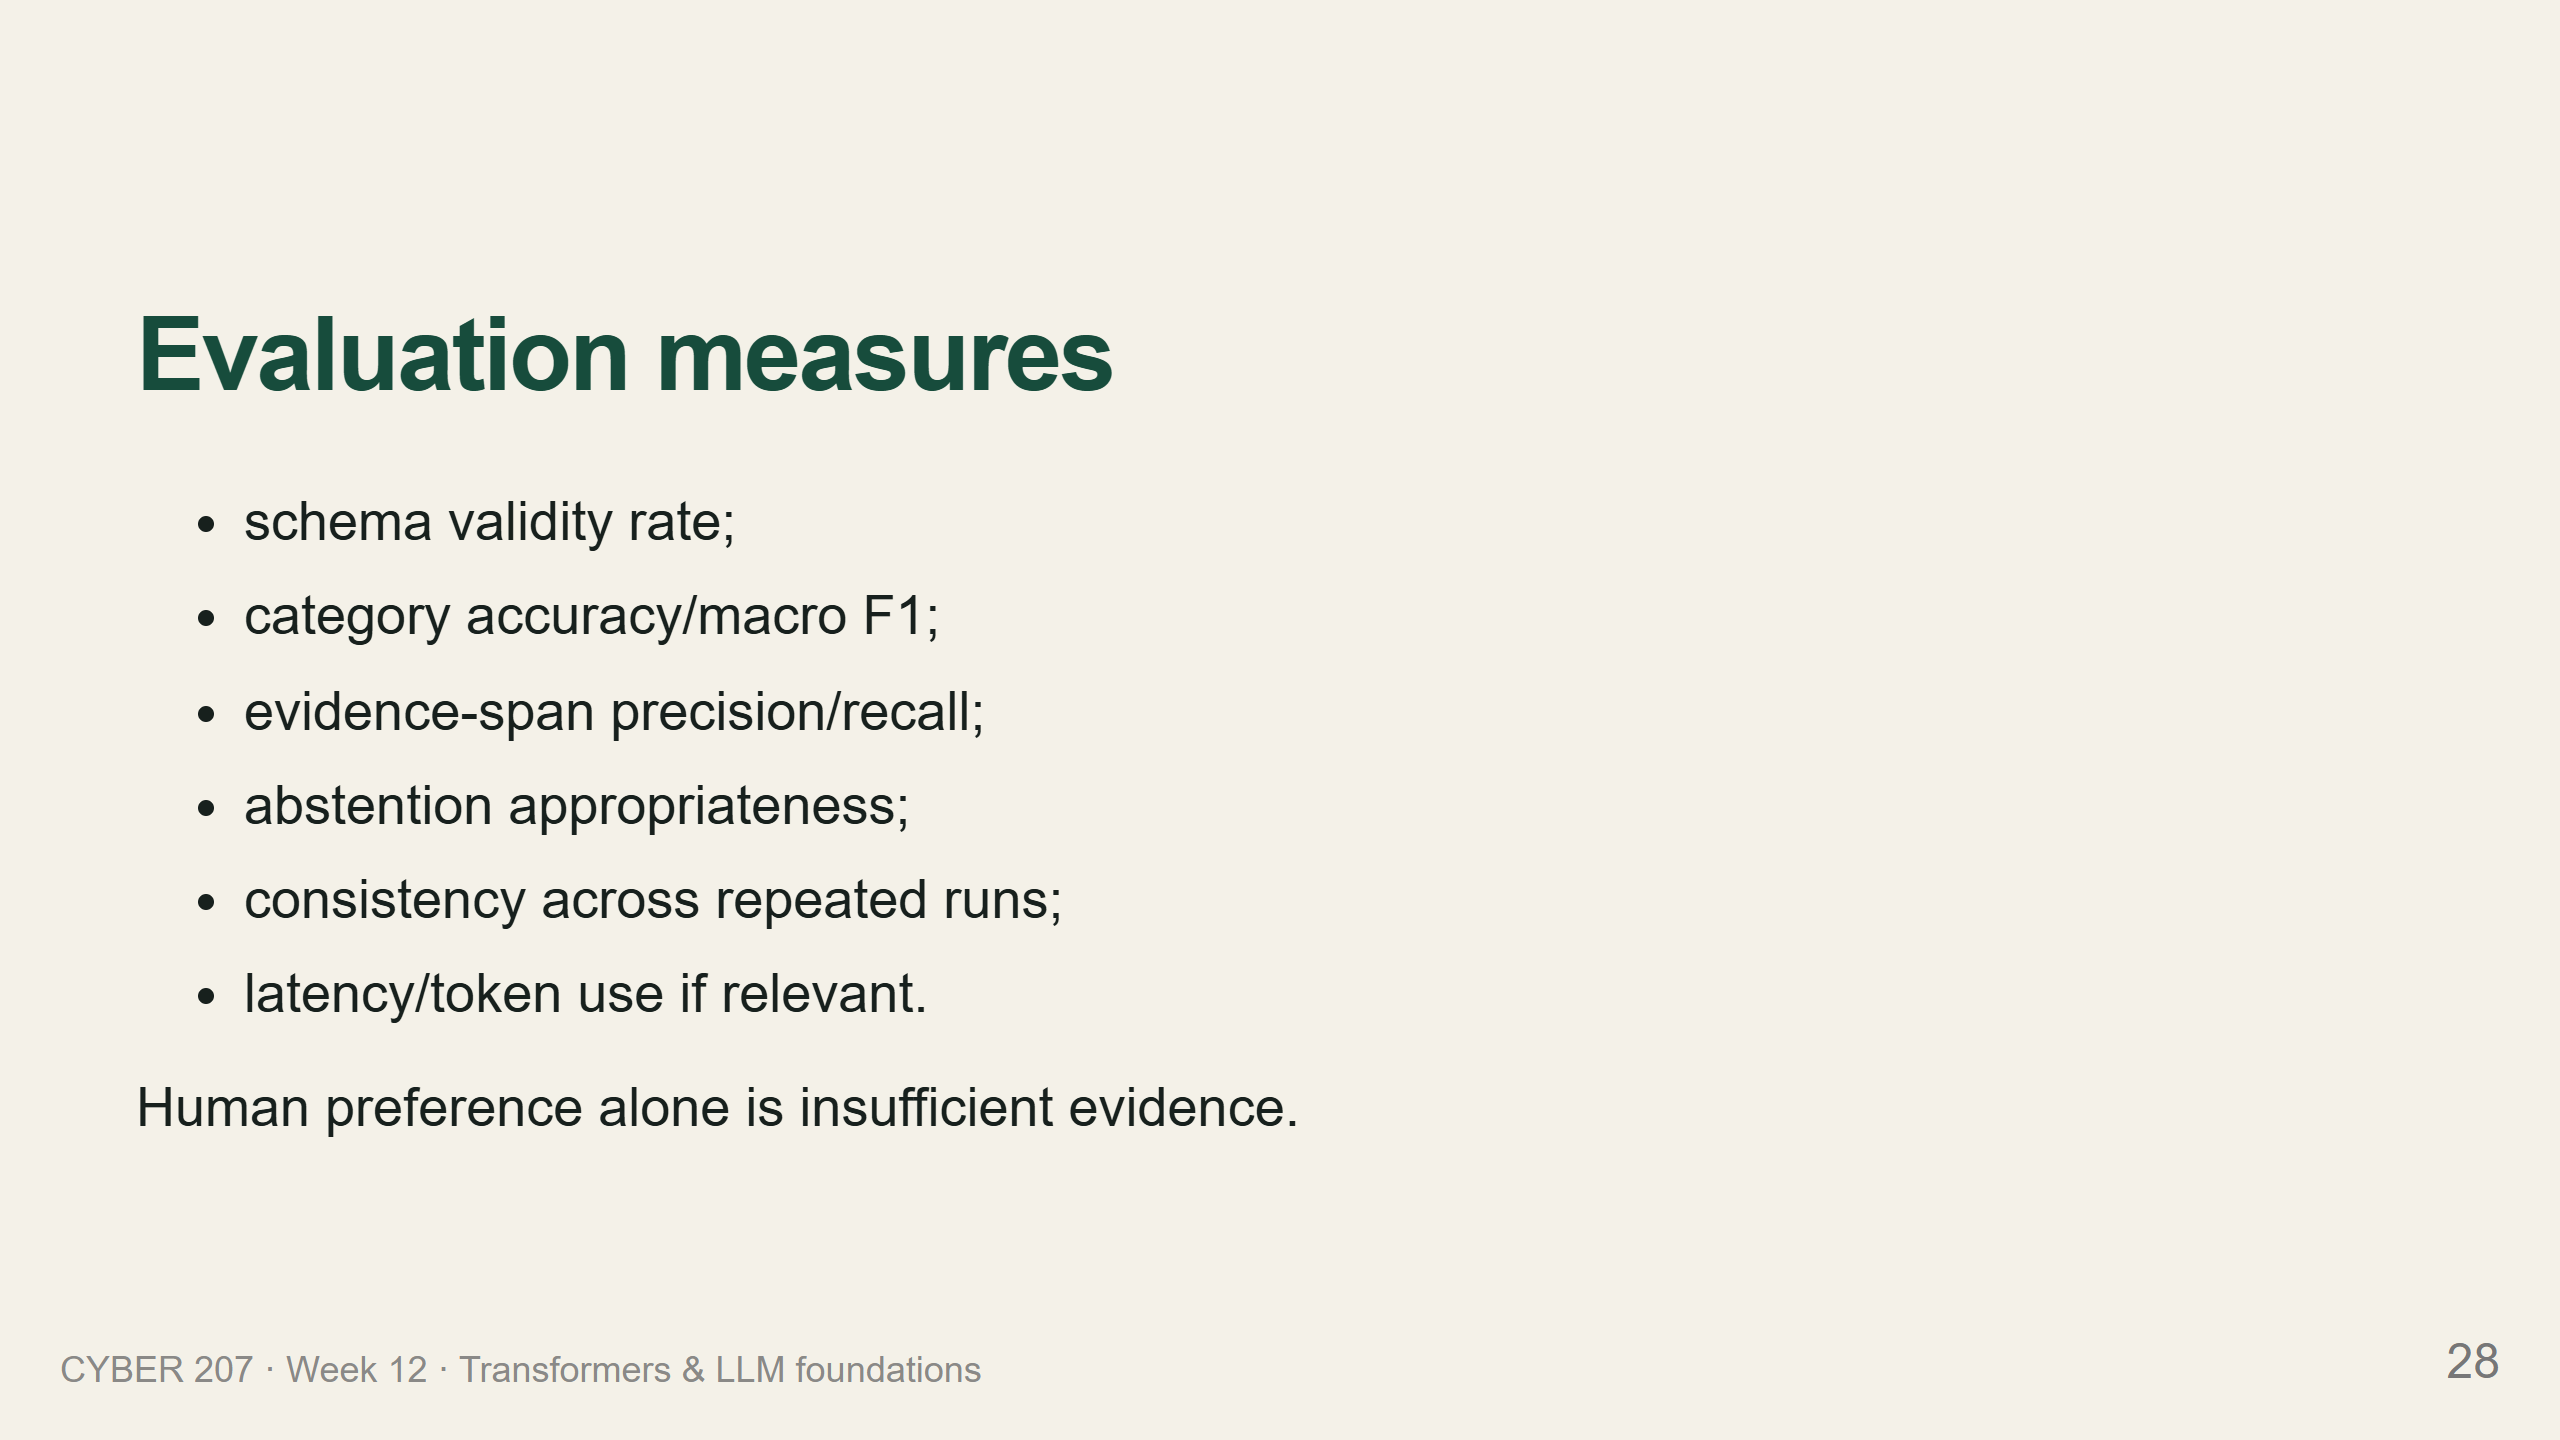 Evaluation measures
• schema validity rate;
• category accuracy/macro F1;
• evidence-span precision/recall;
• abstention appropriateness;
• consistency across repeated runs;
• latency/token use if relevant.
Human preference alone is insufficient evidence.
CYBER 207 · Week 12 · Transformers & LLM foundations
28